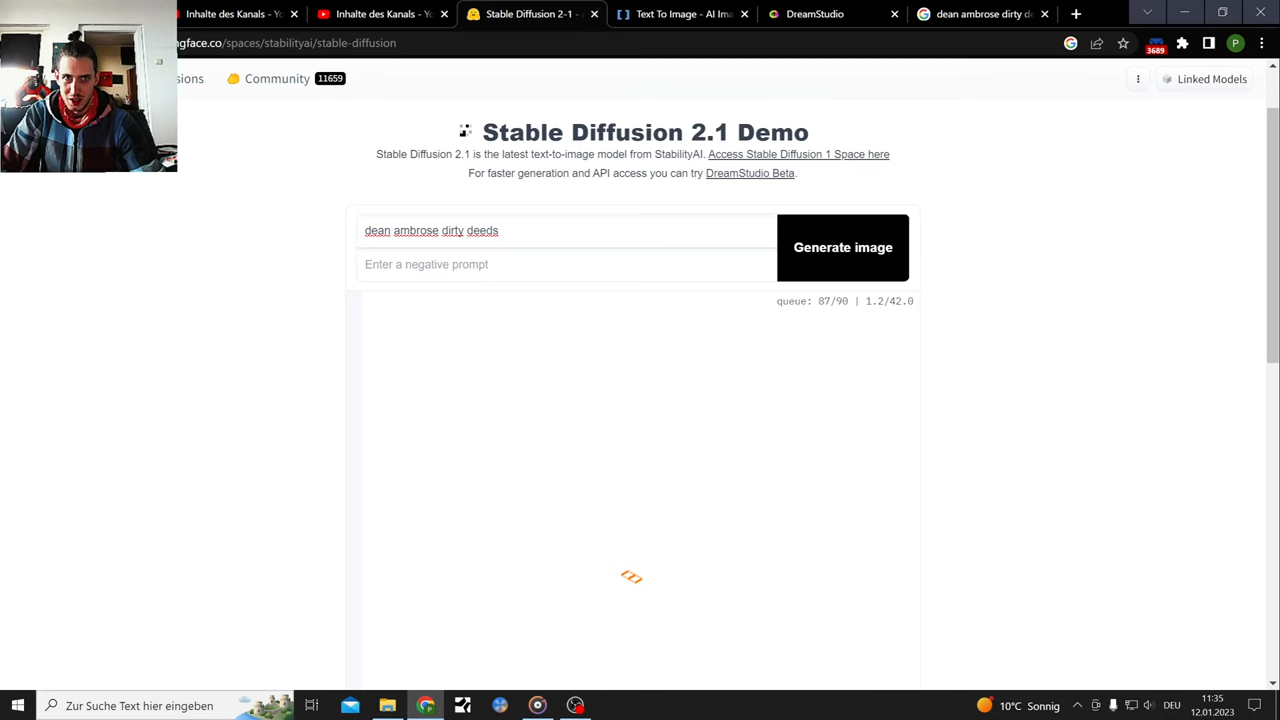 Inhalte des Kanals - Yo
Inhalte des Kanals - Yo
Stable Diffusion 2-1 -
Text To Image - AI Im
DreamStudio
dean ambrose dirty de
ngface.co/spaces/stabilityai/stable-diffusion
3689
P
sions
Community
11659
Linked Models
Stable Diffusion 2.1 Demo
Stable Diffusion 2.1 is the latest text-to-image model from StabilityAI. Access Stable Diffusion 1 Space here
For faster generation and API access you can try DreamStudio Beta.
dean ambrose dirty deeds
Generate image
Enter a negative prompt
queue: 87/90 | 1.2/42.0
Zur Suche Text hier eingeben
10°C Sonnig
DEU
11:35
12.01.2023